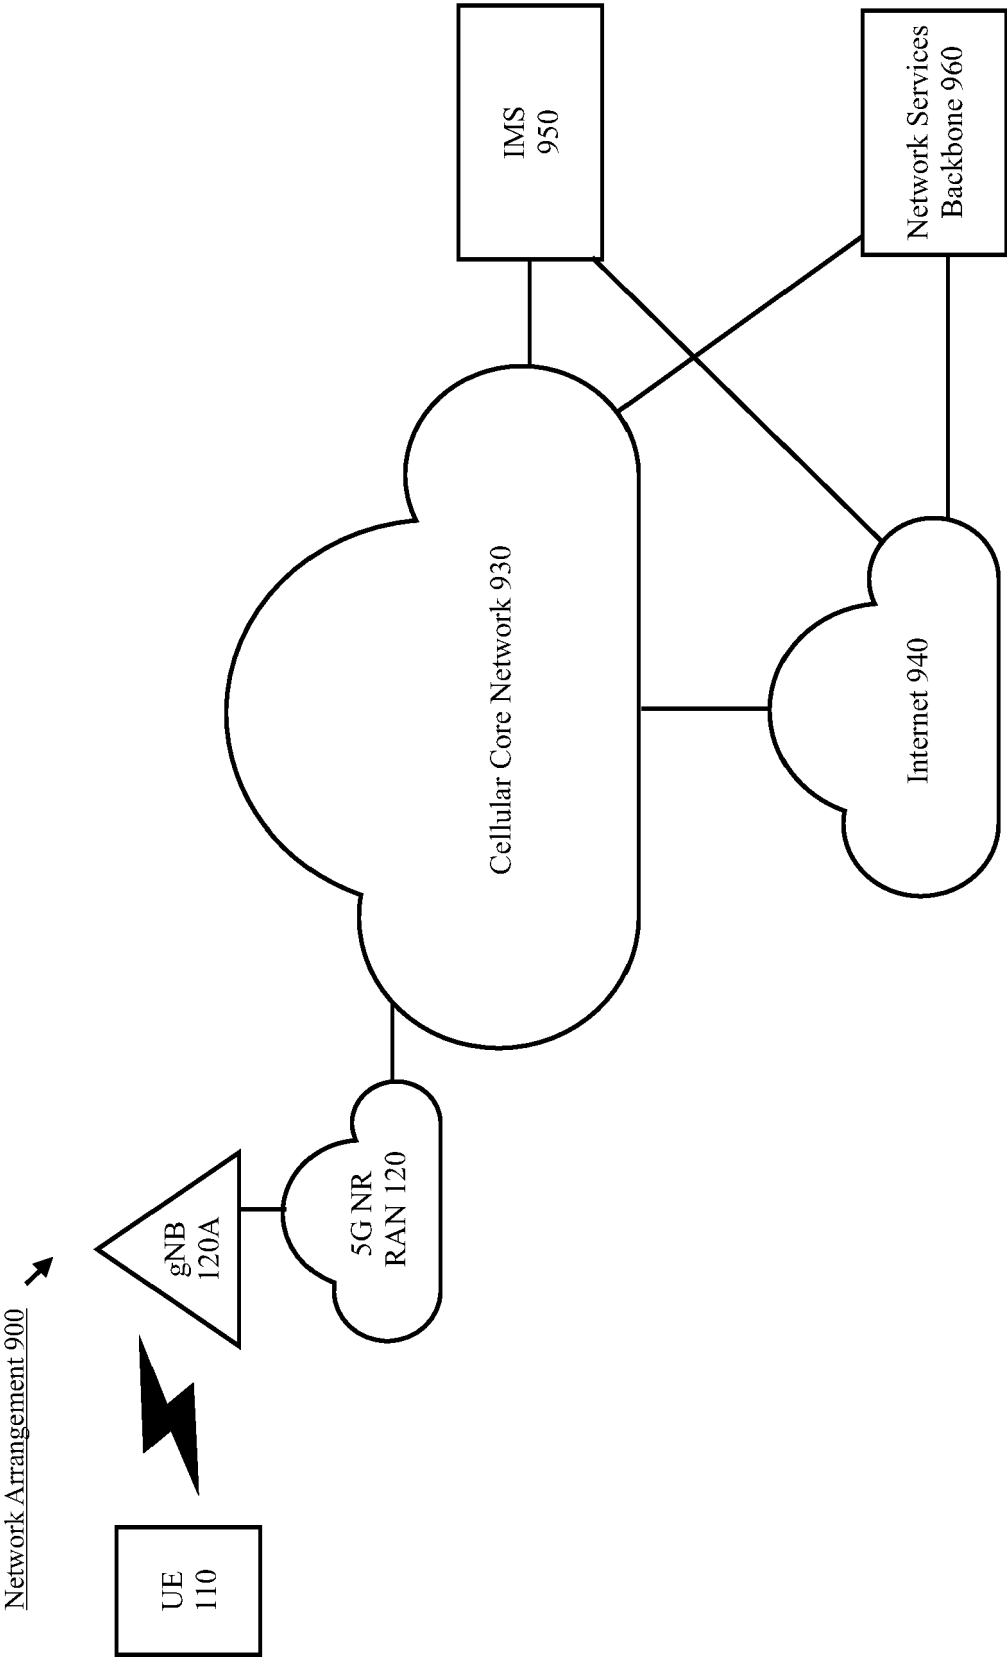 Network Arrangement 900
UE
110
gNB
120A
5G NR
RAN 120
Cellular Core Network 930
Internet 940
IMS
950
Network Services
Backbone 960